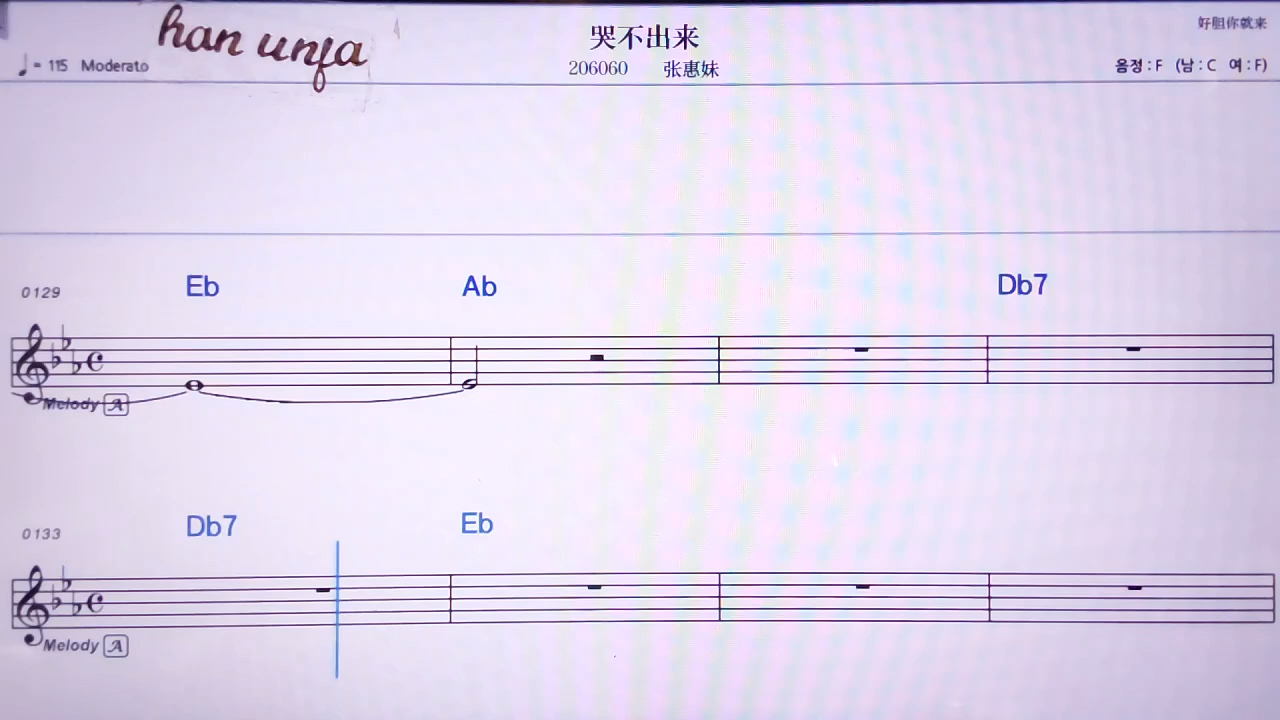 han unfa
好胆你就来
哭不出来
♩= 115 Moderato
206060 张惠妹
음정 : F (남 : C 여 : F)
0129 Eb Ab Db7
Melody A
0133 Db7 Eb
Melody A